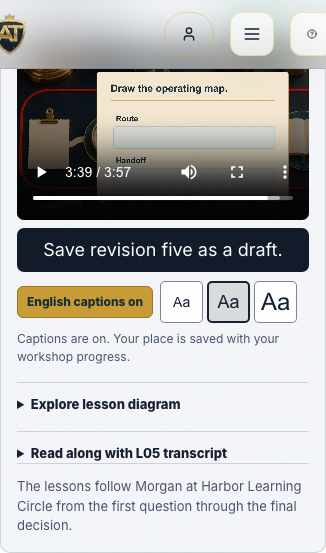 AT
Draw the operating map.
Route
Handoff
3:39 / 3:57
Save revision five as a draft.
English captions on
Aa
Aa
Aa
Captions are on. Your place is saved with your
workshop progress.
Explore lesson diagram
Read along with L05 transcript
The lessons follow Morgan at Harbor Learning
Circle from the first question through the final
decision.